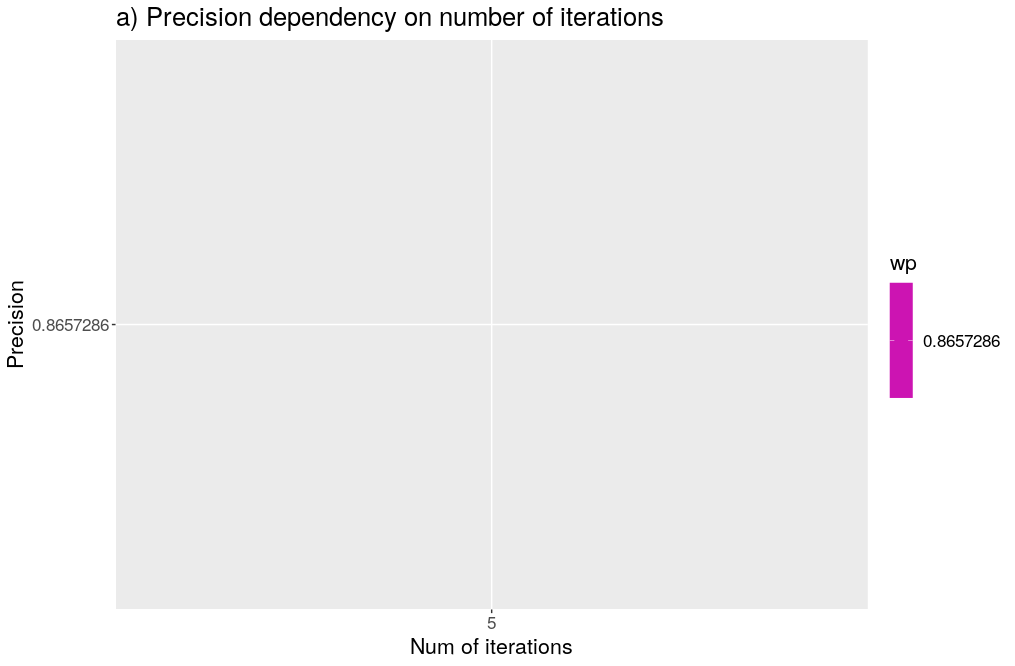 a) Precision dependency on number of iterations
Precision
0.8657286
5
Num of iterations
wp
0.8657286